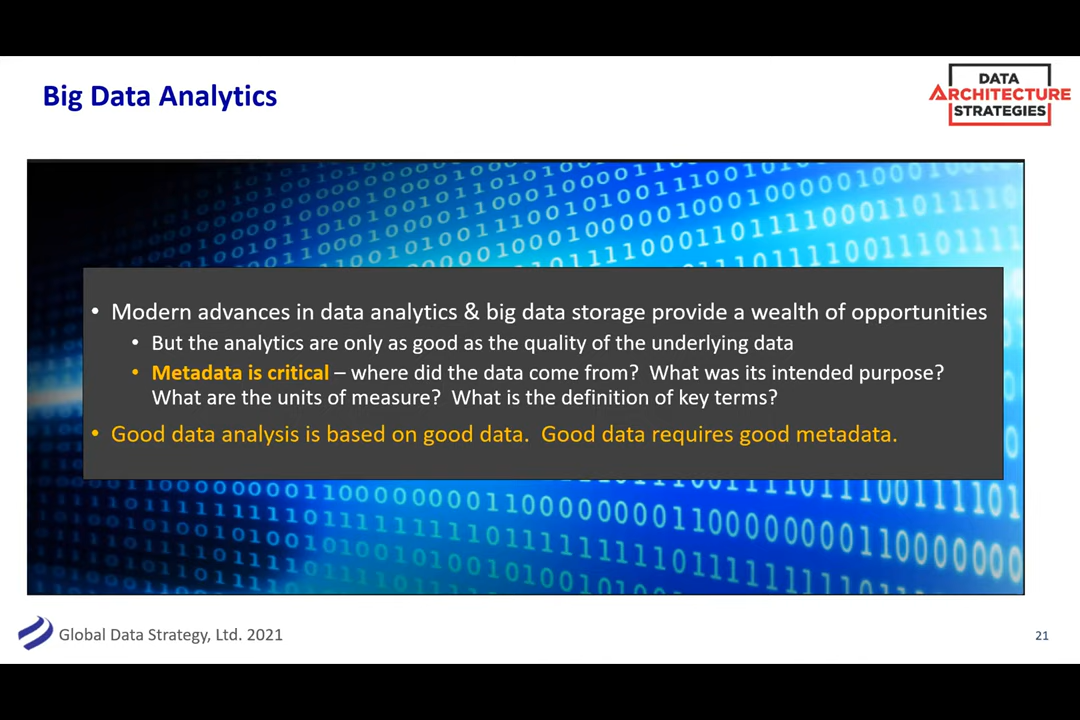 Big Data Analytics
DATA
ARCHITECTURE
STRATEGIES
• Modern advances in data analytics & big data storage provide a wealth of opportunities
• But the analytics are only as good as the quality of the underlying data
• Metadata is critical – where did the data come from? What was its intended purpose?
What are the units of measure? What is the definition of key terms?
• Good data analysis is based on good data. Good data requires good metadata.
Global Data Strategy, Ltd. 2021
21